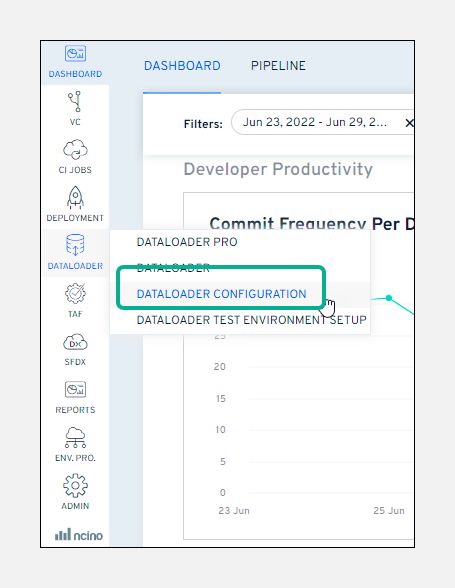 DASHBOARD
VC
CI JOBS
DEPLOYMENT
DATALOADER
TAF
DX
SFDX
REPORTS
ENV. PRO.
ADMIN
ncino
DASHBOARD PIPELINE
Filters: Jun 23, 2022 - Jun 29, 2... ×
Developer Productivity
Commit Frequency Per D
DATALOADER PRO
DATALOADER
DATALOADER CONFIGURATION
DATALOADER TEST ENVIRONMENT SETUP
25
20
15
10
5
0
23 Jun 25 Jun